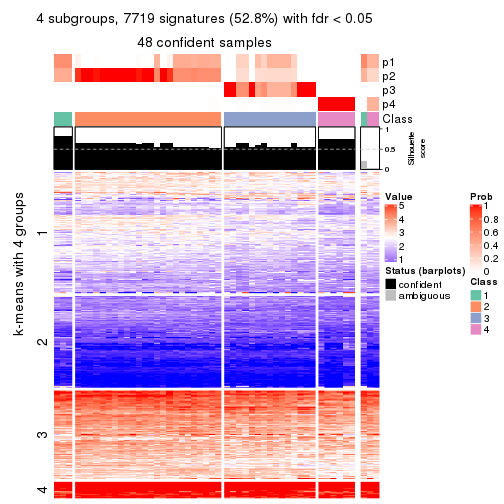 4 subgroups, 7719 signatures (52.8%) with fdr < 0.05
48 confident samples
p1
p2
p3
p4
Class
1
0.5
0
Silhouette
score
k-means with 4 groups
1
2
3
4
Value
5
4
3
2
1
Status (barplots)
confident
ambiguous
Prob
1
0.8
0.6
0.4
0.2
0
Class
1
2
3
4